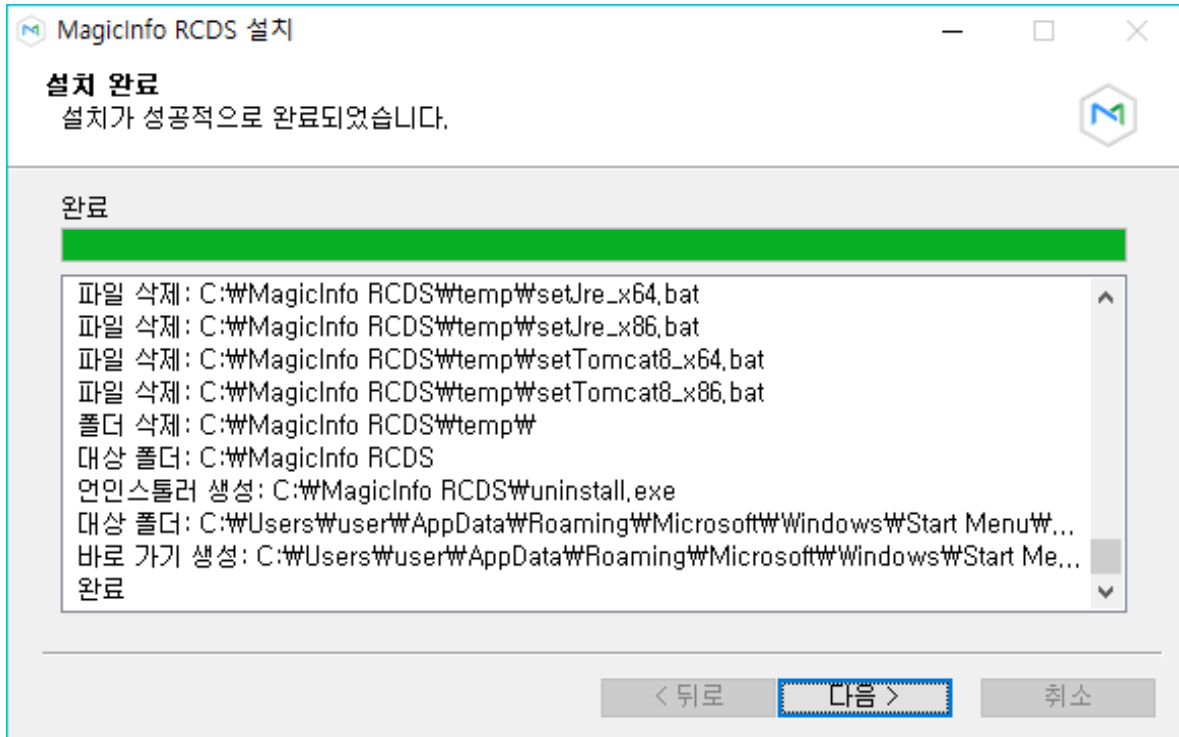 MagicInfo RCDS 설치
설치 완료
설치가 성공적으로 완료되었습니다.
완료
파일 삭제: C:₩MagicInfo RCDS₩temp₩setJre_x64.bat
파일 삭제: C:₩MagicInfo RCDS₩temp₩setJre_x86.bat
파일 삭제: C:₩MagicInfo RCDS₩temp₩setTomcat8_x64.bat
파일 삭제: C:₩MagicInfo RCDS₩temp₩setTomcat8_x86.bat
폴더 삭제: C:₩MagicInfo RCDS₩temp₩
대상 폴더: C:₩MagicInfo RCDS
언인스톨러 생성: C:₩MagicInfo RCDS₩uninstall.exe
대상 폴더: C:₩Users₩user₩AppData₩Roaming₩Microsoft₩Windows₩Start Menu₩...
바로 가기 생성: C:₩Users₩user₩AppData₩Roaming₩Microsoft₩Windows₩Start Me...
완료
< 뒤로 다음 > 취소